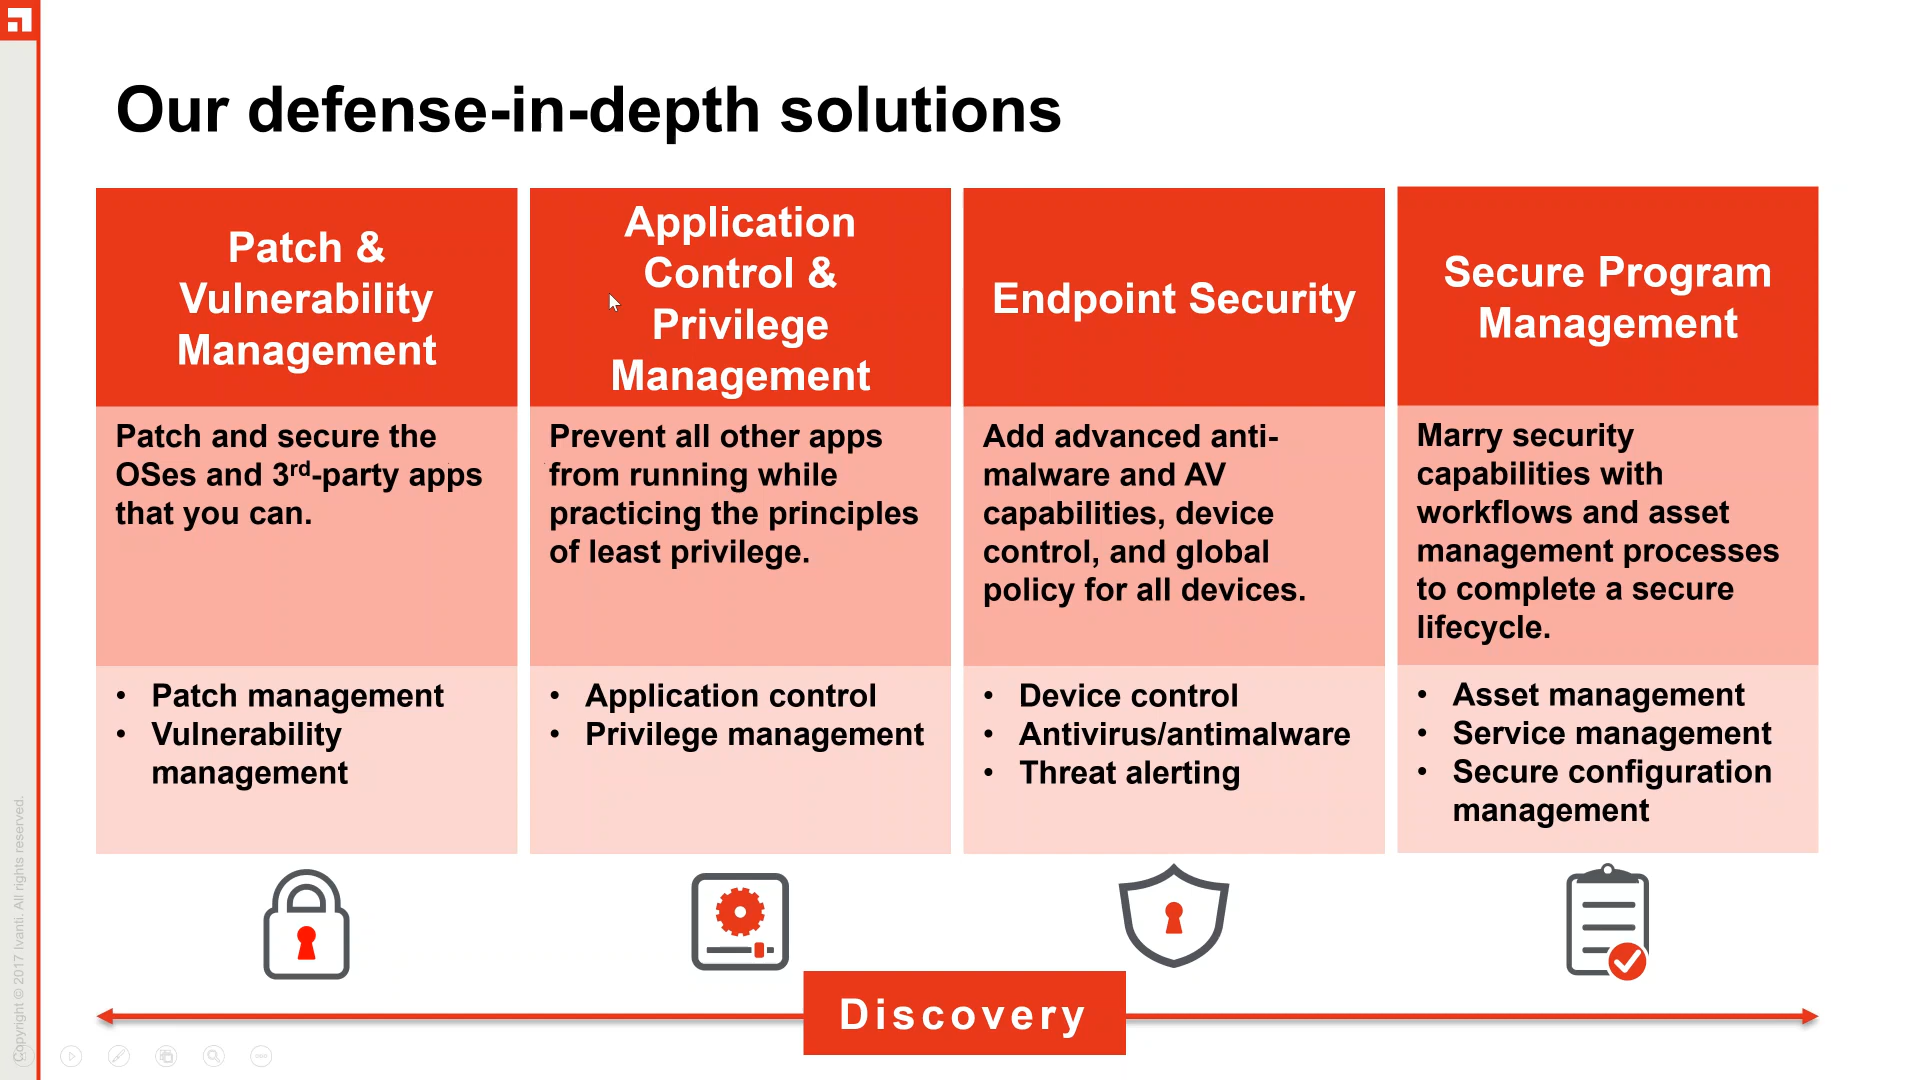 Our defense-in-depth solutions
Patch &
Vulnerability
Management
Patch and secure the
OSes and 3rd-party apps
that you can.
• Patch management
• Vulnerability
management
Application
Control &
Privilege
Management
Prevent all other apps
from running while
practicing the principles
of least privilege.
• Application control
• Privilege management
Endpoint Security
Add advanced anti-
malware and AV
capabilities, device
control, and global
policy for all devices.
• Device control
• Antivirus/antimalware
• Threat alerting
Secure Program
Management
Marry security
capabilities with
workflows and asset
management processes
to complete a secure
lifecycle.
• Asset management
• Service management
• Secure configuration
management
Discovery
Copyright © 2017 Ivanti. All rights reserved.